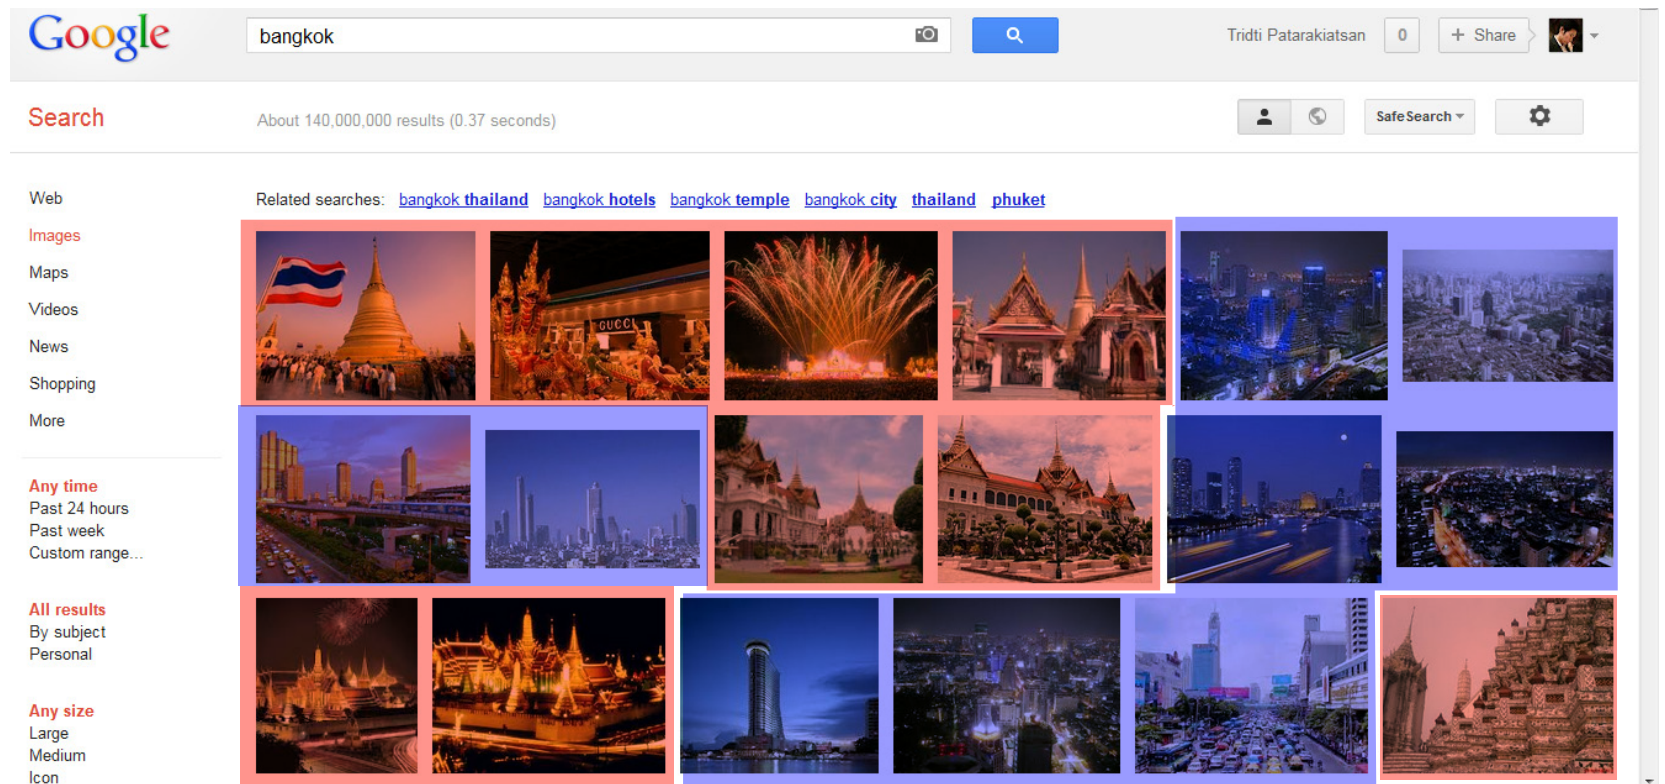 Google
bangkok
Tridti Patarakiatsan
0
+ Share
Search
About 140,000,000 results (0.37 seconds)
SafeSearch
Web
Images
Maps
Videos
News
Shopping
More
Any time
Past 24 hours
Past week
Custom range...
All results
By subject
Personal
Any size
Large
Medium
Icon
Related searches: bangkok thailand bangkok hotels bangkok temple bangkok city thailand phuket
GUCCI